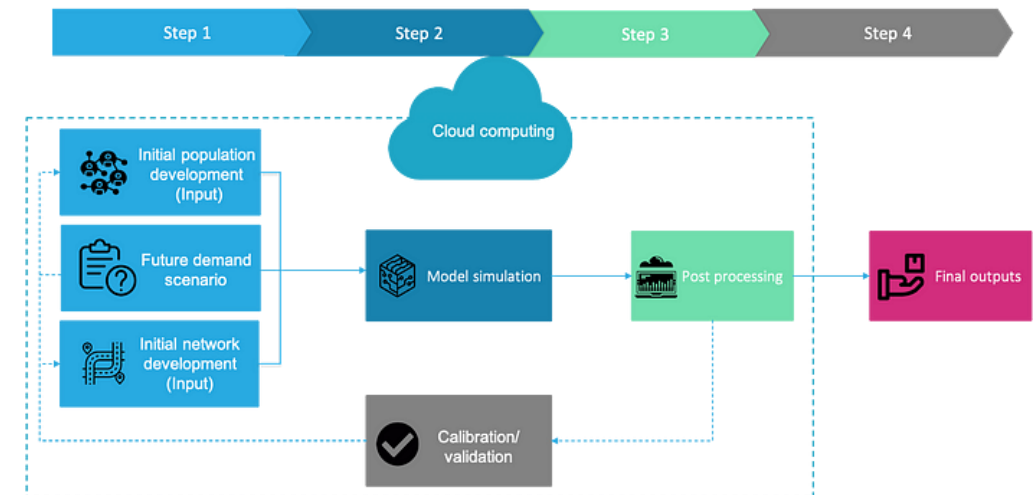 Step 1
Step 2
Step 3
Step 4
Cloud computing
Initial population
development
(Input)
Future demand
scenario
Model simulation
Post processing
Final outputs
Initial network
development
(Input)
Calibration/
validation